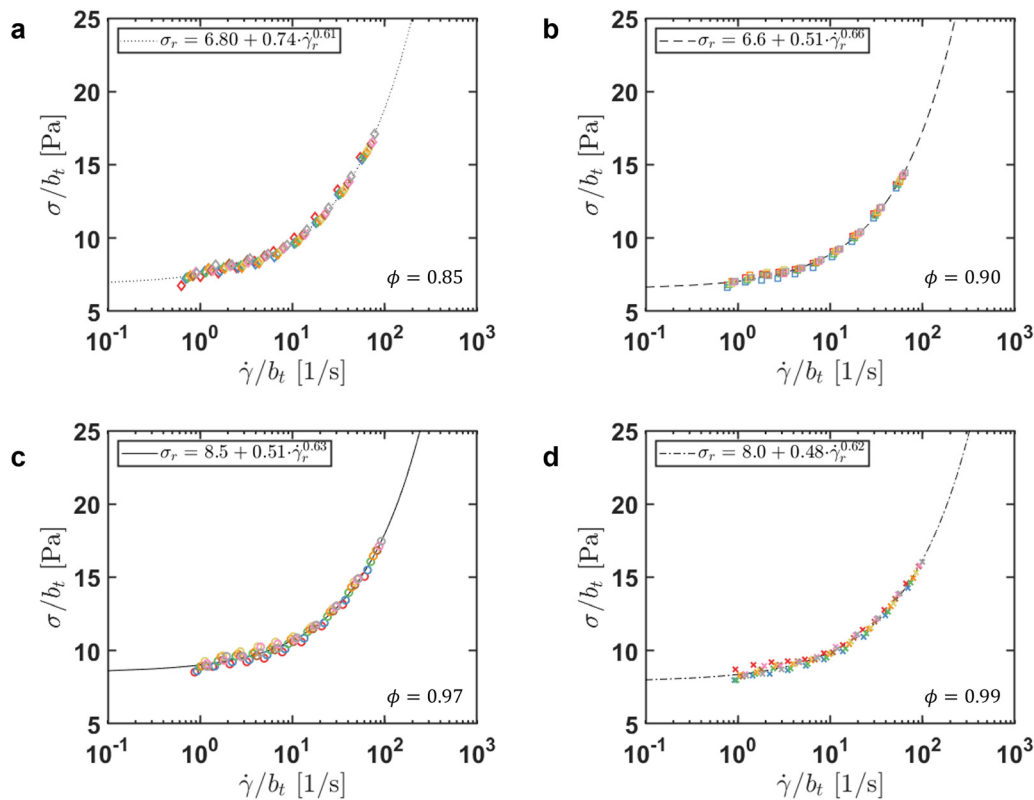 a
σ_r = 6.80 + 0.74·γ̇_r^0.61
25
20
15
10
5
σ/b_t [Pa]
ϕ = 0.85
10^-1 10^0 10^1 10^2 10^3
γ̇/b_t [1/s]
b
σ_r = 6.6 + 0.51·γ̇_r^0.66
25
20
15
10
5
σ/b_t [Pa]
ϕ = 0.90
10^-1 10^0 10^1 10^2 10^3
γ̇/b_t [1/s]
c
σ_r = 8.5 + 0.51·γ̇_r^0.63
25
20
15
10
5
σ/b_t [Pa]
ϕ = 0.97
10^-1 10^0 10^1 10^2 10^3
γ̇/b_t [1/s]
d
σ_r = 8.0 + 0.48·γ̇_r^0.62
25
20
15
10
5
σ/b_t [Pa]
ϕ = 0.99
10^-1 10^0 10^1 10^2 10^3
γ̇/b_t [1/s]